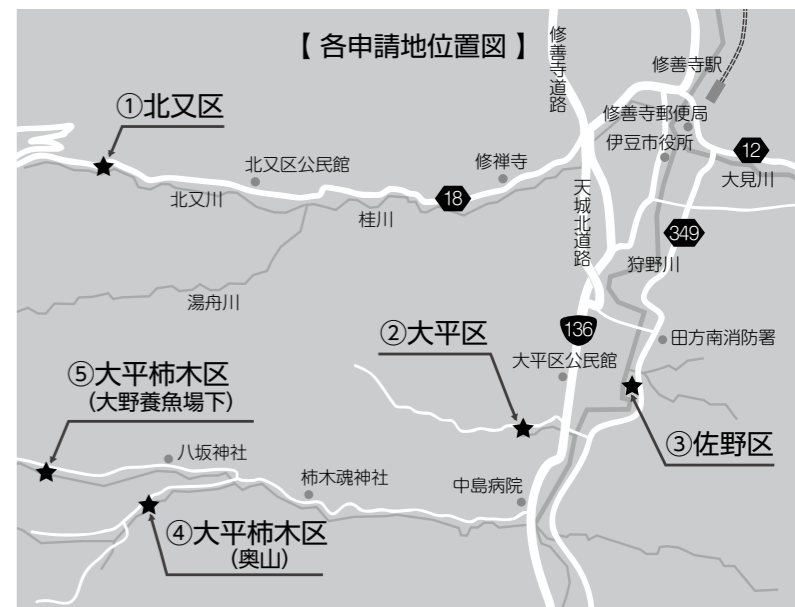 【 各申請地位置図 】
修善寺道路
修善寺駅
①北又区
修善寺郵便局
伊豆市役所
12
大見川
北又区公民館
修禅寺
北又川
18
桂川
天城北道路
349
狩野川
湯舟川
136
②大平区
大平区公民館
田方南消防署
⑤大平柿木区
(大野養魚場下)
③佐野区
八坂神社
柿木魂神社
中島病院
④大平柿木区
(奥山)